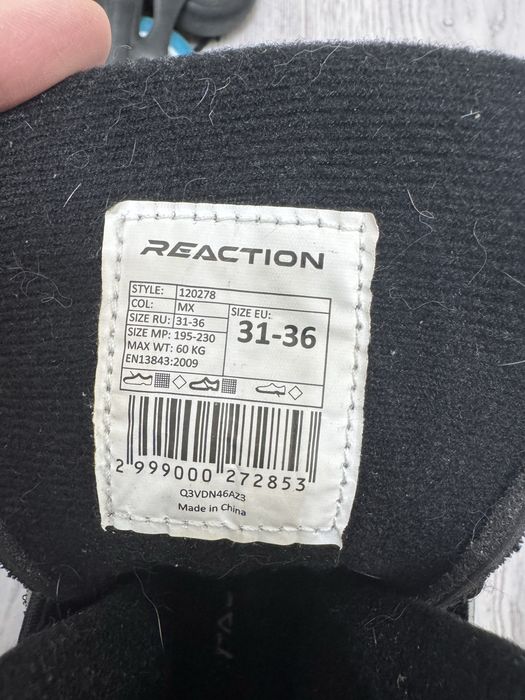 REACTION
STYLE: 120278
COL: MX
SIZE RU: 31-36
SIZE MP: 195-230
MAX WT: 60 KG
EN13843:2009
SIZE EU:
31-36
2 999000 272853
Q3VDN46AZ3
Made in China